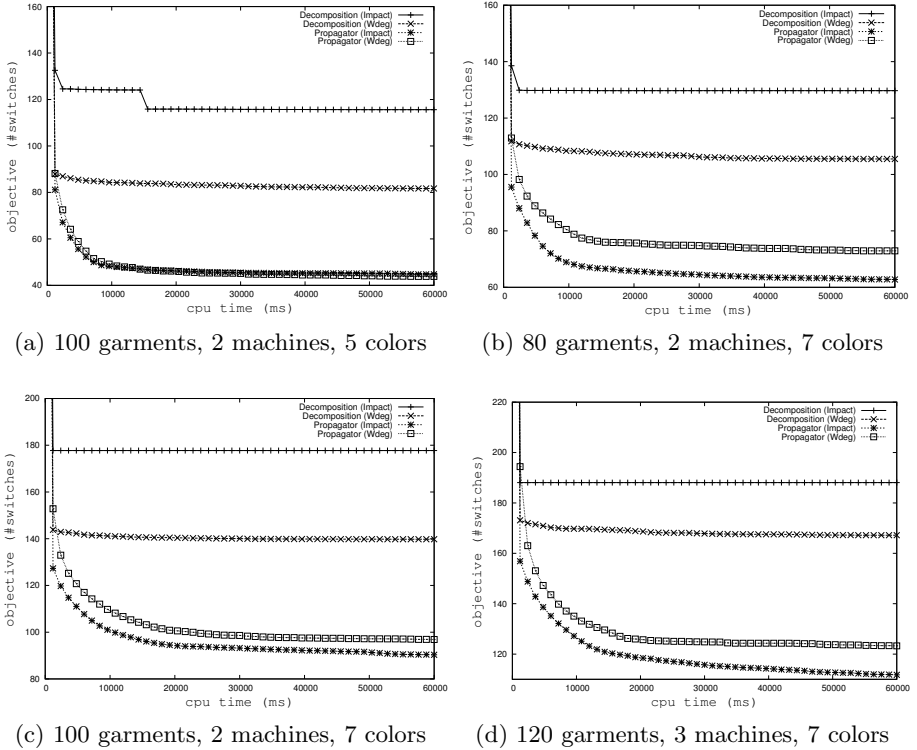 160
140
120
100
80
60
40
objective (#switches)
Decomposition (Impact)
Decomposition (Wdeg)
Propagator (Impact)
Propagator (Wdeg)
0 10000 20000 30000 40000 50000 60000
cpu time (ms)
(a) 100 garments, 2 machines, 5 colors
160
140
120
100
80
60
objective (#switches)
Decomposition (Impact)
Decomposition (Wdeg)
Propagator (Impact)
Propagator (Wdeg)
0 10000 20000 30000 40000 50000 60000
cpu time (ms)
(b) 80 garments, 2 machines, 7 colors
200
180
160
140
120
100
80
objective (#switches)
Decomposition (Impact)
Decomposition (Wdeg)
Propagator (Impact)
Propagator (Wdeg)
0 10000 20000 30000 40000 50000 60000
cpu time (ms)
(c) 100 garments, 2 machines, 7 colors
220
200
180
160
140
120
objective (#switches)
Decomposition (Impact)
Decomposition (Wdeg)
Propagator (Impact)
Propagator (Wdeg)
0 10000 20000 30000 40000 50000 60000
cpu time (ms)
(d) 120 garments, 3 machines, 7 colors